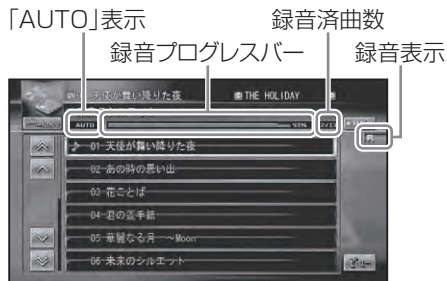 「AUTO」表示
録音済曲数
録音プログレスバー
録音表示
天使が舞い降りた夜
THE HOLIDAY
AUTO
93%
01 天使が舞い降りた夜
02 あの時の思い出
03 花ことば
04 君の恋手紙
05 華麗なる月 ～Moon
06 未来のシルエット